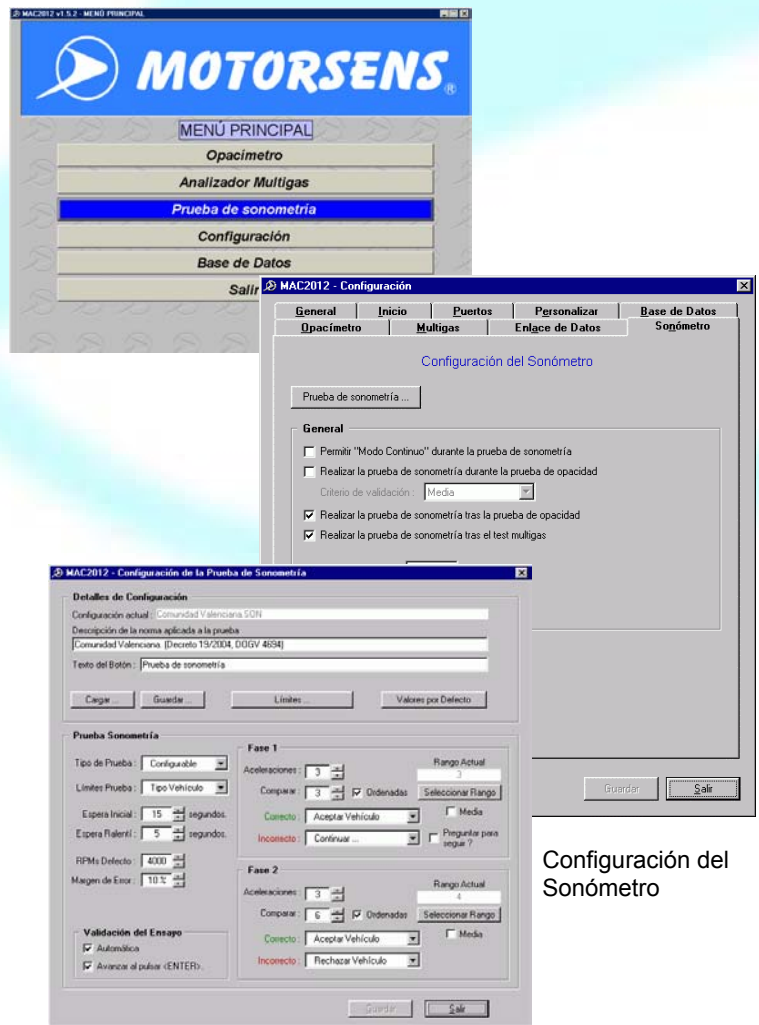 MAC2012 v1.5.2 - MENÚ PRINCIPAL
MOTORSENS®
MENÚ PRINCIPAL
Opacímetro
Analizador Multigas
Prueba de sonometría
Configuración
Base de Datos
Salir
MAC2012 - Configuración
General Inicio Puertos Personalizar Base de Datos
Opacímetro Multigas Enlace de Datos Sonómetro
Configuración del Sonómetro
Prueba de sonometría ...
General
Permitir "Modo Continuo" durante la prueba de sonometría
Realizar la prueba de sonometría durante la prueba de opacidad
Criterio de validación : Media
Realizar la prueba de sonometría tras la prueba de opacidad
Realizar la prueba de sonometría tras el test multigas
Guardar Salir
MAC2012 - Configuración de la Prueba de Sonometría
Detalles de Configuración
Configuración actual : Comunidad Valenciana.SON
Descripción de la norma aplicada a la prueba
Comunidad Valenciana. (Decreto 19/2004, DOGV 4694)
Texto del Botón : Prueba de sonometría
Cargar ... Guardar ... Límites ... Valores por Defecto
Prueba Sonometría
Tipo de Prueba : Configurable
Límites Prueba : Tipo Vehículo
Espera Inicial : 15 segundos.
Espera Ralentí : 5 segundos.
RPMs Defecto : 4000
Margen de Error : 10 %
Validación del Ensayo
Automática
Avanzar al pulsar <ENTER>.
Fase 1
Aceleraciones : 3
Rango Actual
3
Comparar : 3 Ordenadas Seleccionar Rango
Correcto : Aceptar Vehículo Media
Incorrecto : Continuar ... Preguntar para seguir ?
Fase 2
Aceleraciones : 3
Rango Actual
4
Comparar : 6 Ordenadas Seleccionar Rango
Correcto : Aceptar Vehículo Media
Incorrecto : Rechazar Vehículo
Guardar Salir
Configuración del
Sonómetro